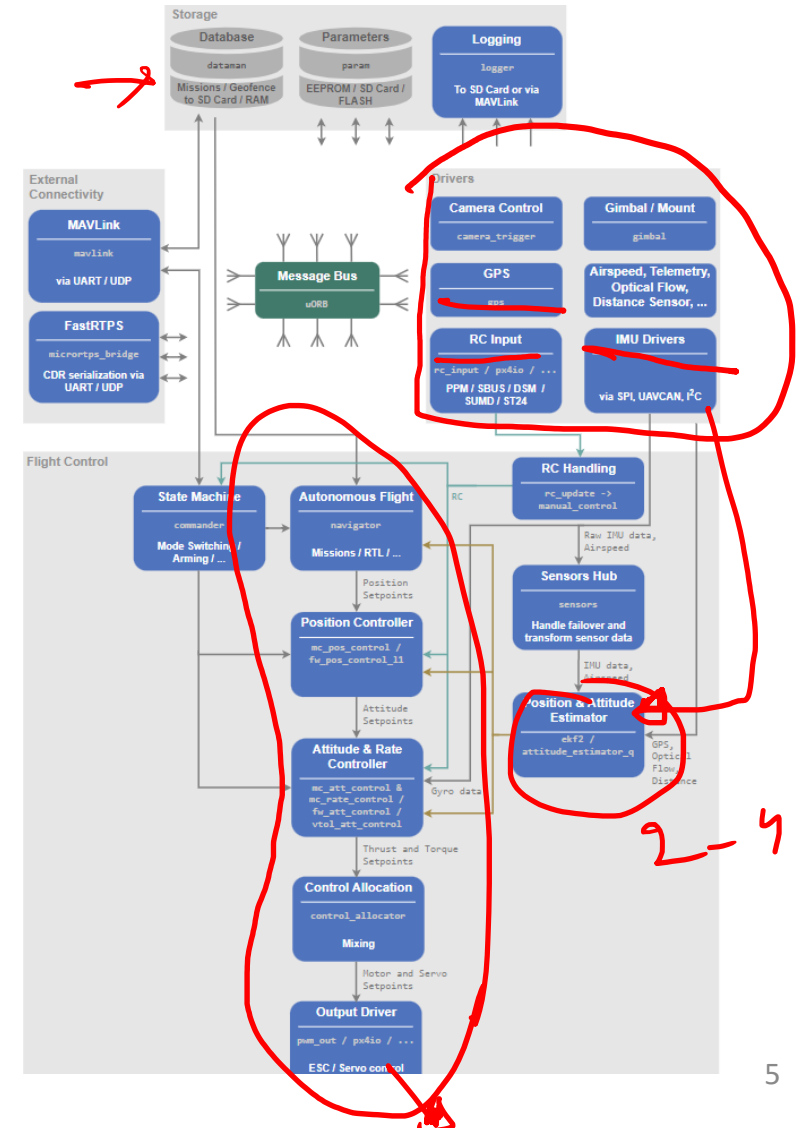 Storage
Database
dataman
Missions / Geofence
to SD Card / RAM
Parameters
param
EEPROM / SD Card /
FLASH
Logging
logger
To SD Card or via
MAVLink
External
Connectivity
MAVLink
mavlink
via UART / UDP
FastRTPS
micrortps_bridge
CDR serialization via
UART / UDP
Message Bus
uORB
Drivers
Camera Control
camera_trigger
Gimbal / Mount
gimbal
GPS
gps
Airspeed, Telemetry,
Optical Flow,
Distance Sensor, ...
RC Input
rc_input / px4io / ...
PPM / SBUS / DSM /
SUMD / ST24
IMU Drivers
via SPI, UAVCAN, I²C
Flight Control
State Machine
commander
Mode Switching /
Arming / ...
Autonomous Flight
navigator
Missions / RTL / ...
RC
RC Handling
rc_update ->
manual_control
Raw IMU data,
Airspeed
Position
Setpoints
Sensors Hub
sensors
Handle failover and
transform sensor data
Position Controller
mc_pos_control /
fw_pos_control_l1
IMU data,
Airspeed
Attitude
Setpoints
Position & Attitude
Estimator
ekf2 /
attitude_estimator_q
GPS,
Optical
Flow,
Distance
Attitude & Rate
Controller
mc_att_control &
mc_rate_control /
fw_att_control /
vtol_att_control
Gyro data
Thrust and Torque
Setpoints
Control Allocation
control_allocator
Mixing
Motor and Servo
Setpoints
Output Driver
pwm_out / px4io / ...
ESC / Servo control
5